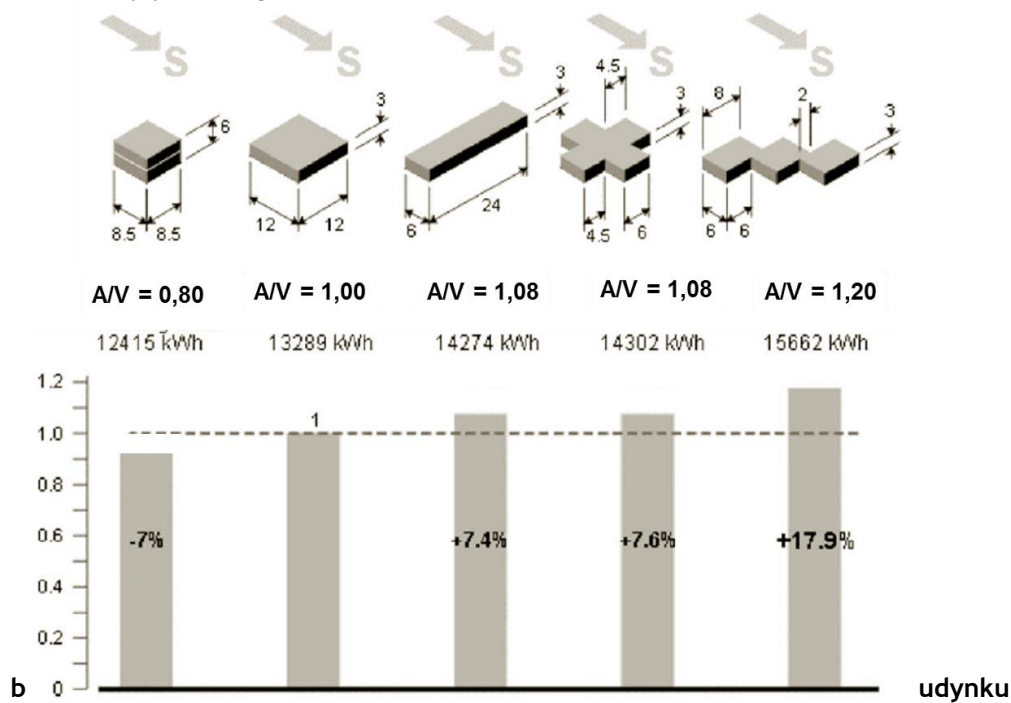 S S S S S
6 3 3 4.5 3 8 2 3
8.5 8.5 12 12 6 24 4.5 6 6 6
A/V = 0,80 A/V = 1,00 A/V = 1,08 A/V = 1,08 A/V = 1,20
12415 kWh 13289 kWh 14274 kWh 14302 kWh 15662 kWh
1.2
1
1.0
0.8
0.6 -7% +7.4% +7.6% +17.9%
0.4
0.2
b 0 udynku